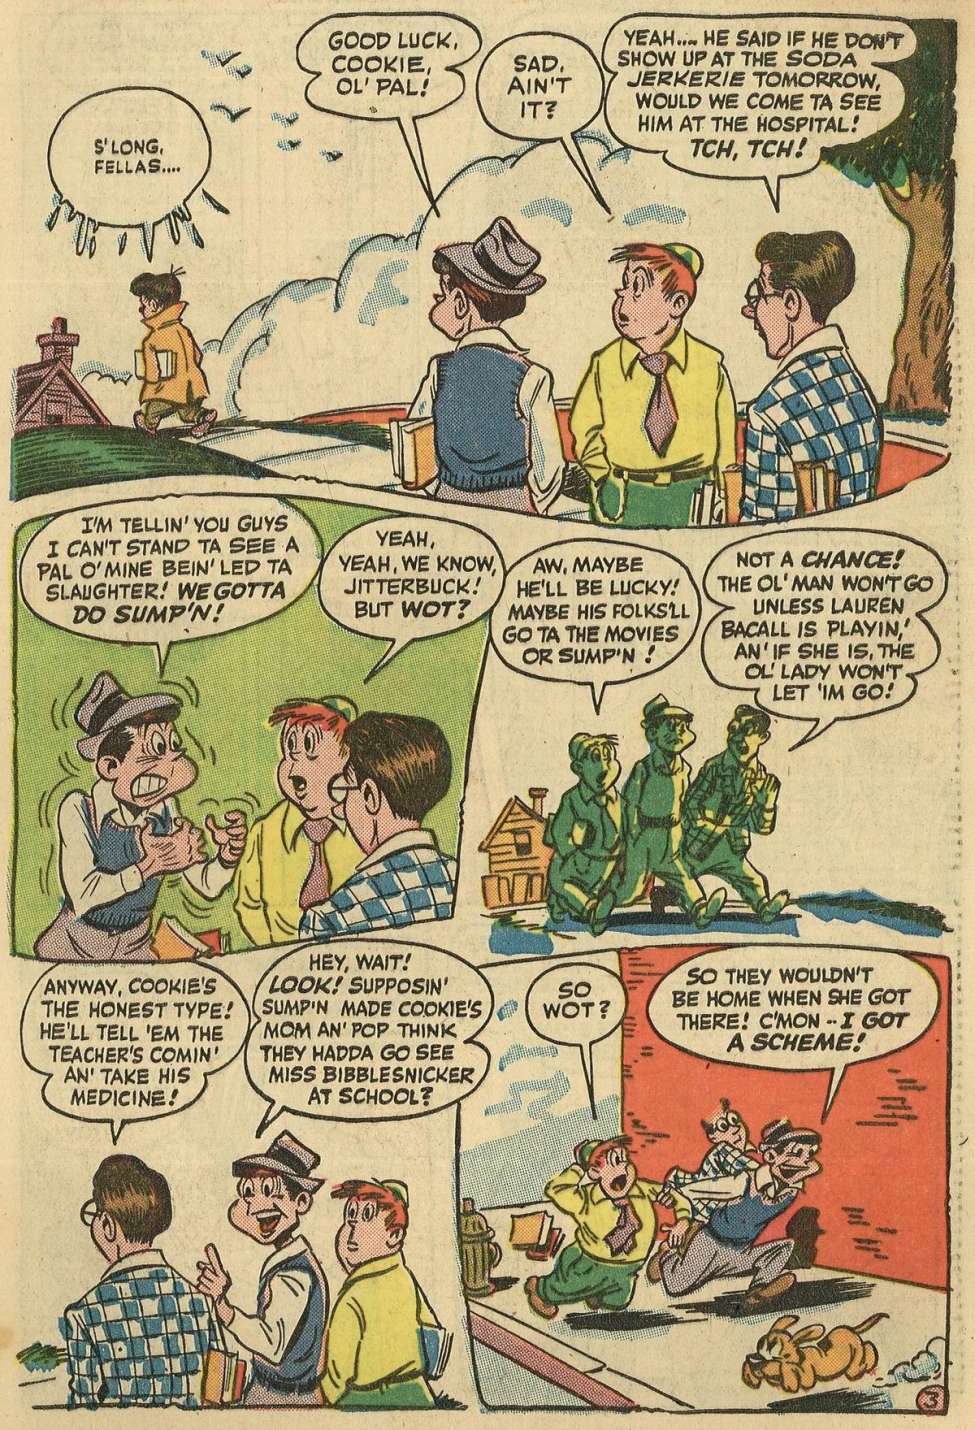 S'LONG,
FELLAS....
GOOD LUCK,
COOKIE,
OL' PAL!
SAD,
AIN'T
IT?
YEAH.... HE SAID IF HE DON'T
SHOW UP AT THE SODA
JERKERIE TOMORROW,
WOULD WE COME TA SEE
HIM AT THE HOSPITAL!
TCH, TCH!
I'M TELLIN' YOU GUYS
I CAN'T STAND TA SEE A
PAL O' MINE BEIN' LED TA
SLAUGHTER! WE GOTTA
DO SUMP'N!
YEAH,
YEAH, WE KNOW,
JITTERBUCK!
BUT WOT?
AW, MAYBE
HE'LL BE LUCKY!
MAYBE HIS FOLKS'LL
GO TA THE MOVIES
OR SUMP'N!
NOT A CHANCE!
THE OL' MAN WON'T GO
UNLESS LAUREN
BACALL IS PLAYIN,'
AN' IF SHE IS, THE
OL' LADY WON'T
LET 'IM GO!
ANYWAY, COOKIE'S
THE HONEST TYPE!
HE'LL TELL 'EM THE
TEACHER'S COMIN'
AN' TAKE HIS
MEDICINE!
HEY, WAIT!
LOOK! SUPPOSIN'
SUMP'N MADE COOKIE'S
MOM AN' POP THINK
THEY HADDA GO SEE
MISS BIBBLESNICKER
AT SCHOOL?
SO
WOT?
SO THEY WOULDN'T
BE HOME WHEN SHE GOT
THERE! C'MON -- I GOT
A SCHEME!
3